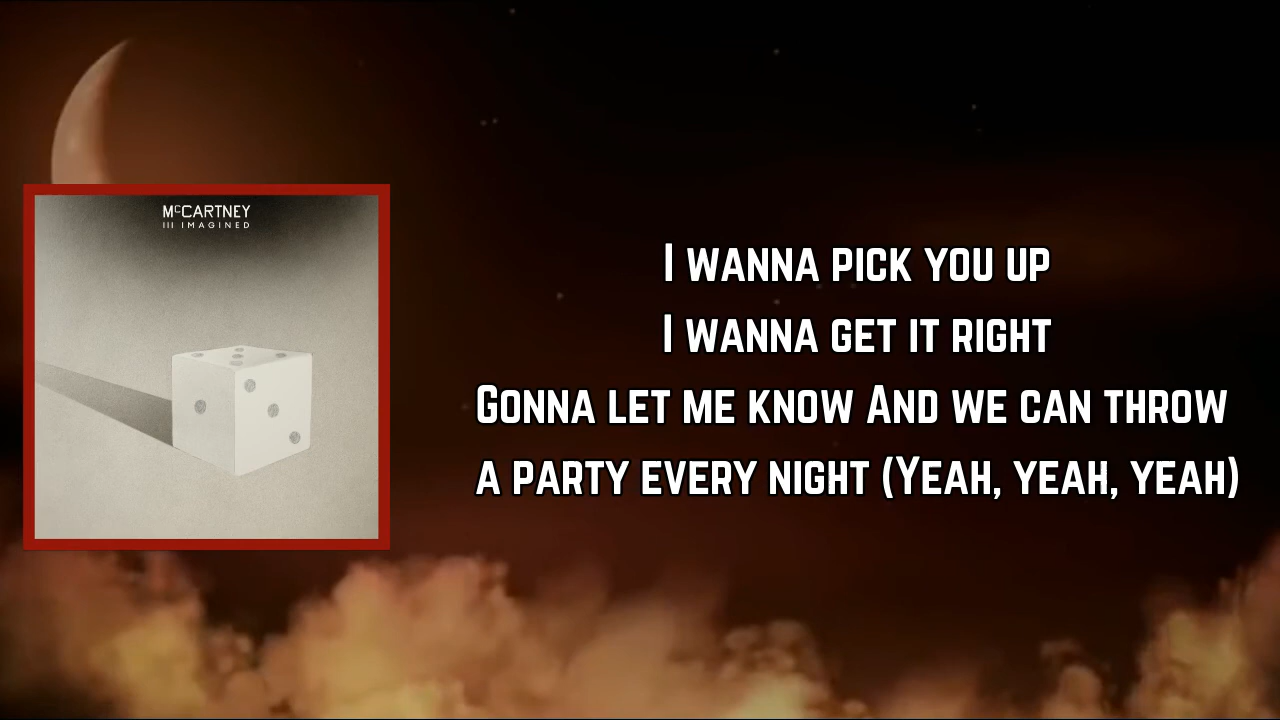 McCARTNEY
III IMAGINED
I WANNA PICK YOU UP
I WANNA GET IT RIGHT
GONNA LET ME KNOW AND WE CAN THROW
A PARTY EVERY NIGHT (YEAH, YEAH, YEAH)